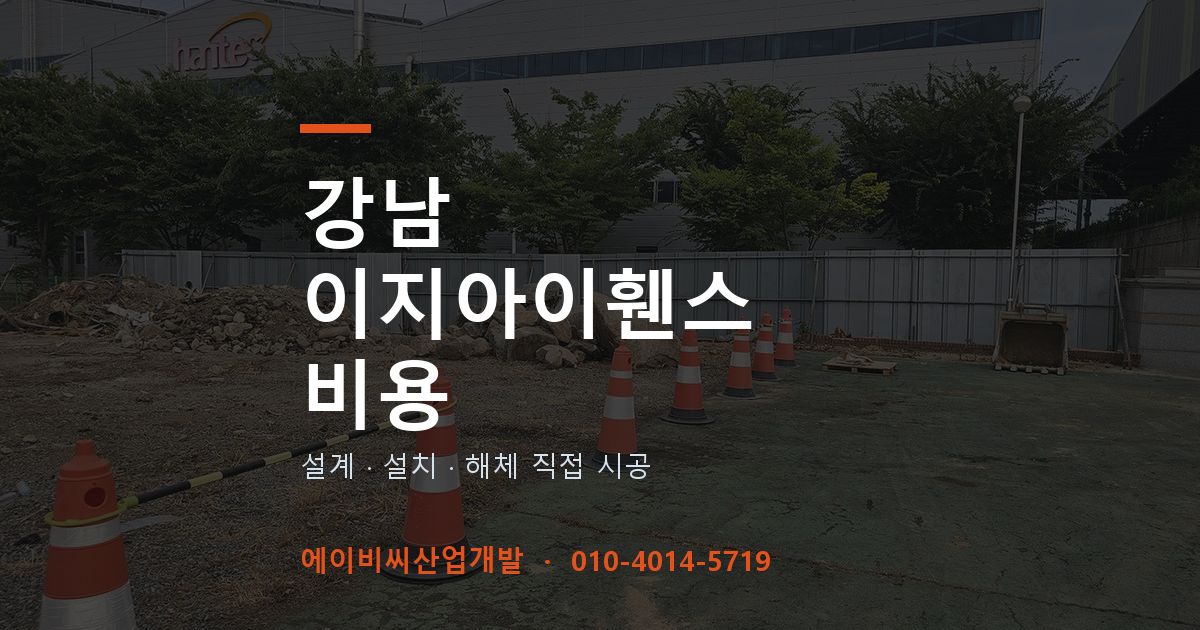 hantes
강남
이지아이휀스
비용
설계 · 설치 · 해체 직접 시공
에이비씨산업개발 · 010-4014-5719